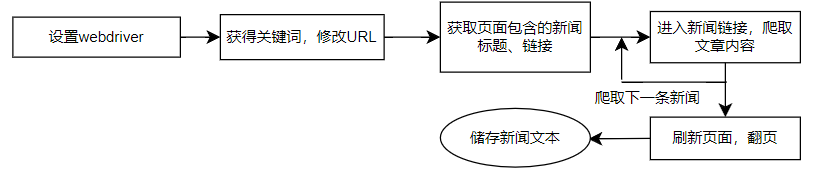 设置webdriver
获得关键词，修改URL
获取页面包含的新闻
标题、链接
进入新闻链接，爬取
文章内容
爬取下一条新闻
刷新页面，翻页
储存新闻文本